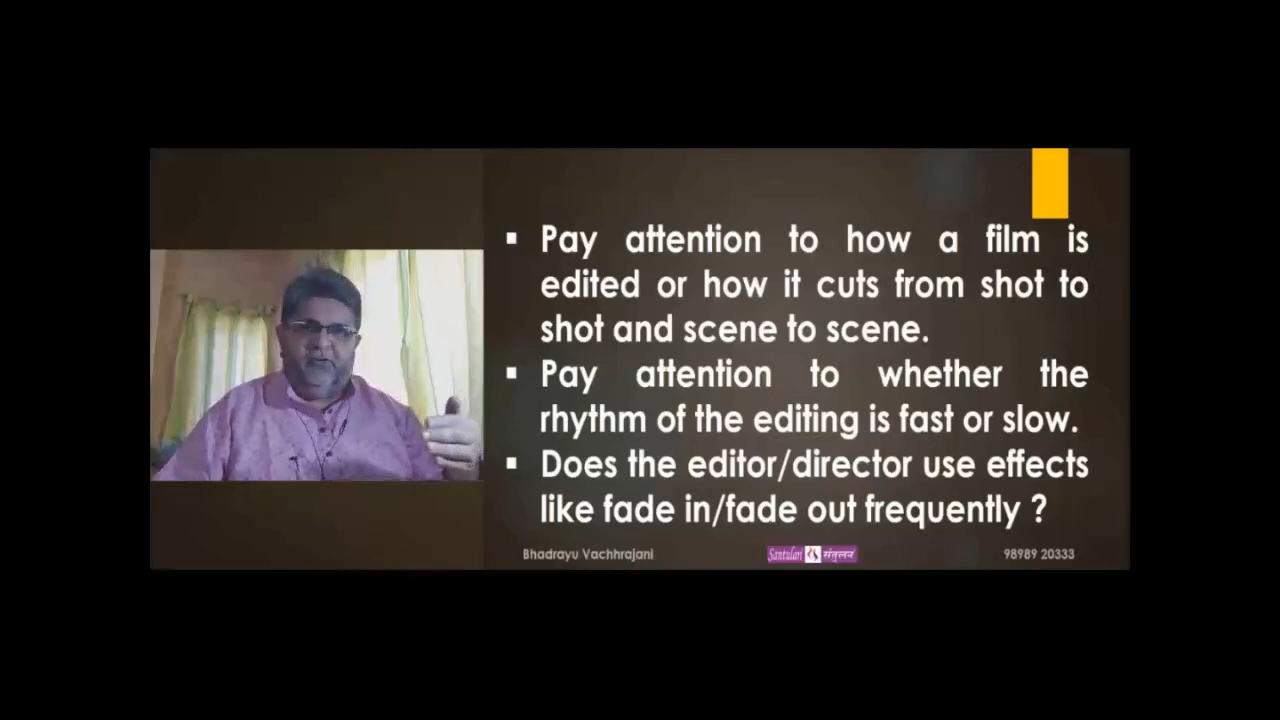 ▪ Pay attention to how a film is
edited or how it cuts from shot to
shot and scene to scene.
▪ Pay attention to whether the
rhythm of the editing is fast or slow.
▪ Does the editor/director use effects
like fade in/fade out frequently ?
Bhadrayu Vachhrajani Santulan संतुलन 98989 20333